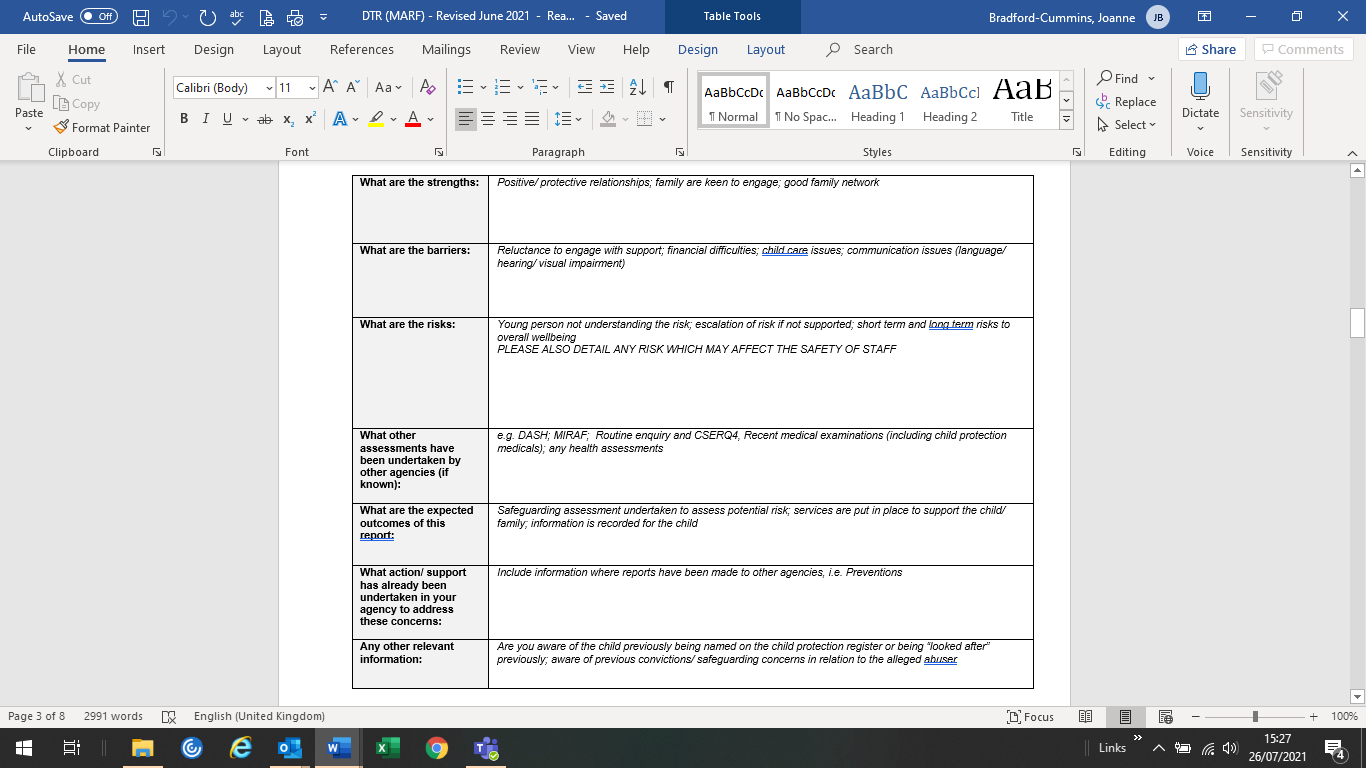 AutoSave Off DTR (MARF) - Revised June 2021 - Rea... - Saved Table Tools Bradford-Cummins, Joanne JB
File Home Insert Design Layout References Mailings Review View Help Design Layout Search Share Comments
Paste Cut
Copy
Format Painter
Calibri (Body) 11
AaBbCcDc AaBbCcDc AaBbC AaBbCcI AaB
¶ Normal ¶ No Spac... Heading 1 Heading 2 Title
Find
Replace
Select
Dictate Sensitivity
Clipboard Font Paragraph Styles Editing Voice Sensitivity
What are the strengths:
Positive/ protective relationships; family are keen to engage; good family network
What are the barriers:
Reluctance to engage with support; financial difficulties; child care issues; communication issues (language/
hearing/ visual impairment)
What are the risks:
Young person not understanding the risk; escalation of risk if not supported; short term and long term risks to
overall wellbeing
PLEASE ALSO DETAIL ANY RISK WHICH MAY AFFECT THE SAFETY OF STAFF
What other
assessments have
been undertaken by
other agencies (if
known):
e.g. DASH; MIRAF; Routine enquiry and CSERQ4, Recent medical examinations (including child protection
medicals); any health assessments
What are the expected
outcomes of this
report:
Safeguarding assessment undertaken to assess potential risk; services are put in place to support the child/
family; information is recorded for the child
What action/ support
has already been
undertaken in your
agency to address
these concerns:
Include information where reports have been made to other agencies, i.e. Preventions
Any other relevant
information:
Are you aware of the child previously being named on the child protection register or being “looked after”
previously; aware of previous convictions/ safeguarding concerns in relation to the alleged abuser
Page 3 of 8 2991 words English (United Kingdom) Focus 100%
Links 15:27
26/07/2021 4